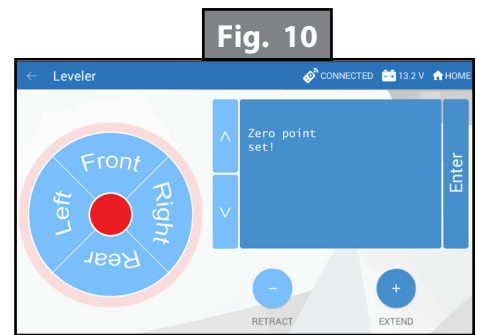 Fig. 10
← Leveler
CONNECTED 13.2 V HOME
Front
Left
Right
Rear
˄
˅
Zero point
set!
Enter
−
+
RETRACT
EXTEND